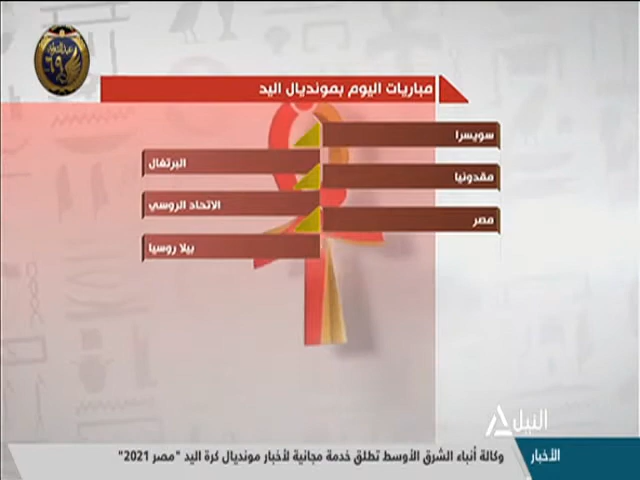 مباريات اليوم بمونديال اليد
سويسرا
البرتغال
مقدونيا
الاتحاد الروسي
مصر
بيلا روسيا
النيل
الأخبار
وكالة أنباء الشرق الأوسط تطلق خدمة مجانية لأخبار مونديال كرة اليد "مصر 2021"